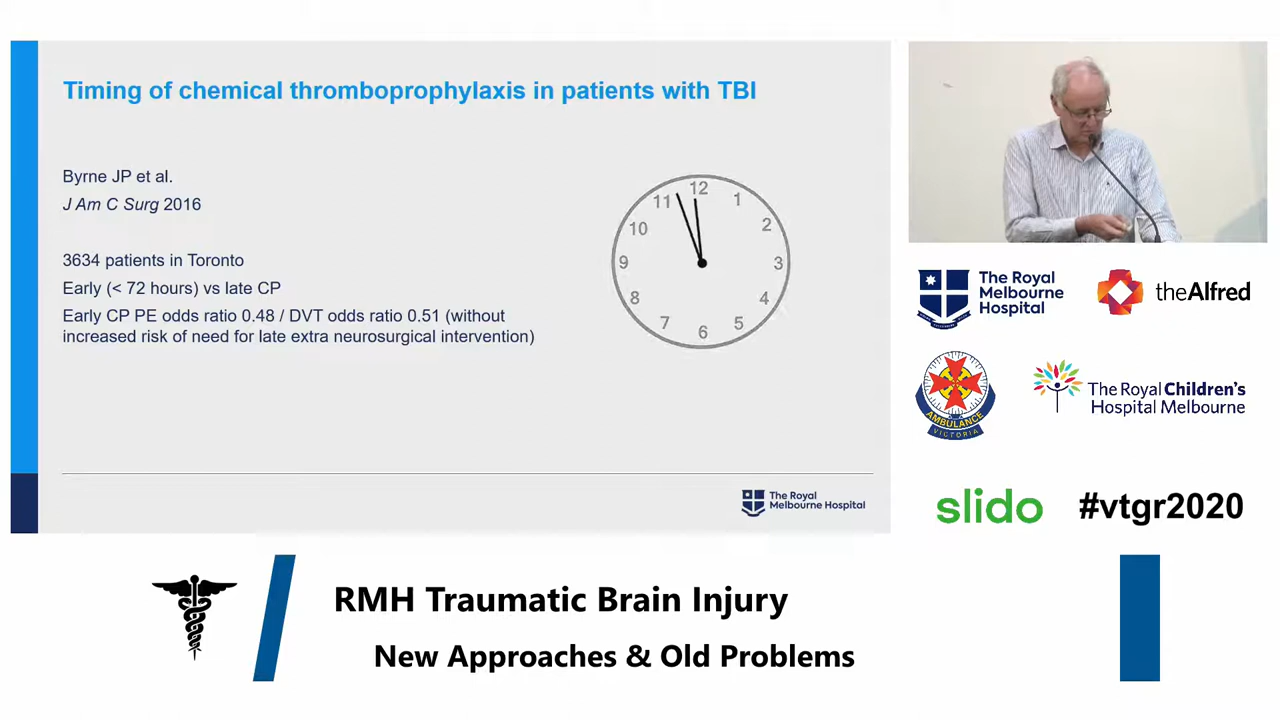 Timing of chemical thromboprophylaxis in patients with TBI
Byrne JP et al.
J Am C Surg 2016
3634 patients in Toronto
Early (< 72 hours) vs late CP
Early CP PE odds ratio 0.48 / DVT odds ratio 0.51 (without
increased risk of need for late extra neurosurgical intervention)
12
1
2
3
4
5
6
7
8
9
10
11
The Royal
Melbourne Hospital
The Royal
Melbourne
Hospital
theAlfred
AMBULANCE
VICTORIA
The Royal Children's
Hospital Melbourne
slido
#vtgr2020
RMH Traumatic Brain Injury
New Approaches & Old Problems